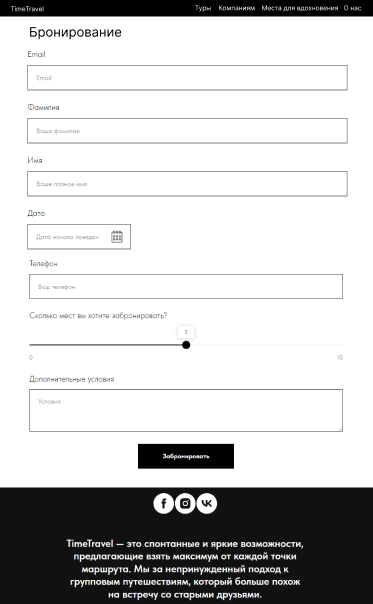 TimeTravel
Туры Компаниям Места для вдохновения О нас
Бронирование
Email
Email
Фамилия
Ваша фамилия
Имя
Ваше полное имя
Дата
Дата начала поездки
Телефон
Ваш телефон
Сколько мест вы хотите забронировать?
5
0 10
Дополнительные условия
Условия
Забронировать
TimeTravel — это спонтанные и яркие возможности,
предлагающие взять максимум от каждой точки
маршрута. Мы за непринужденный подход к
групповым путешествиям, который больше похож
на встречу со старыми друзьями.